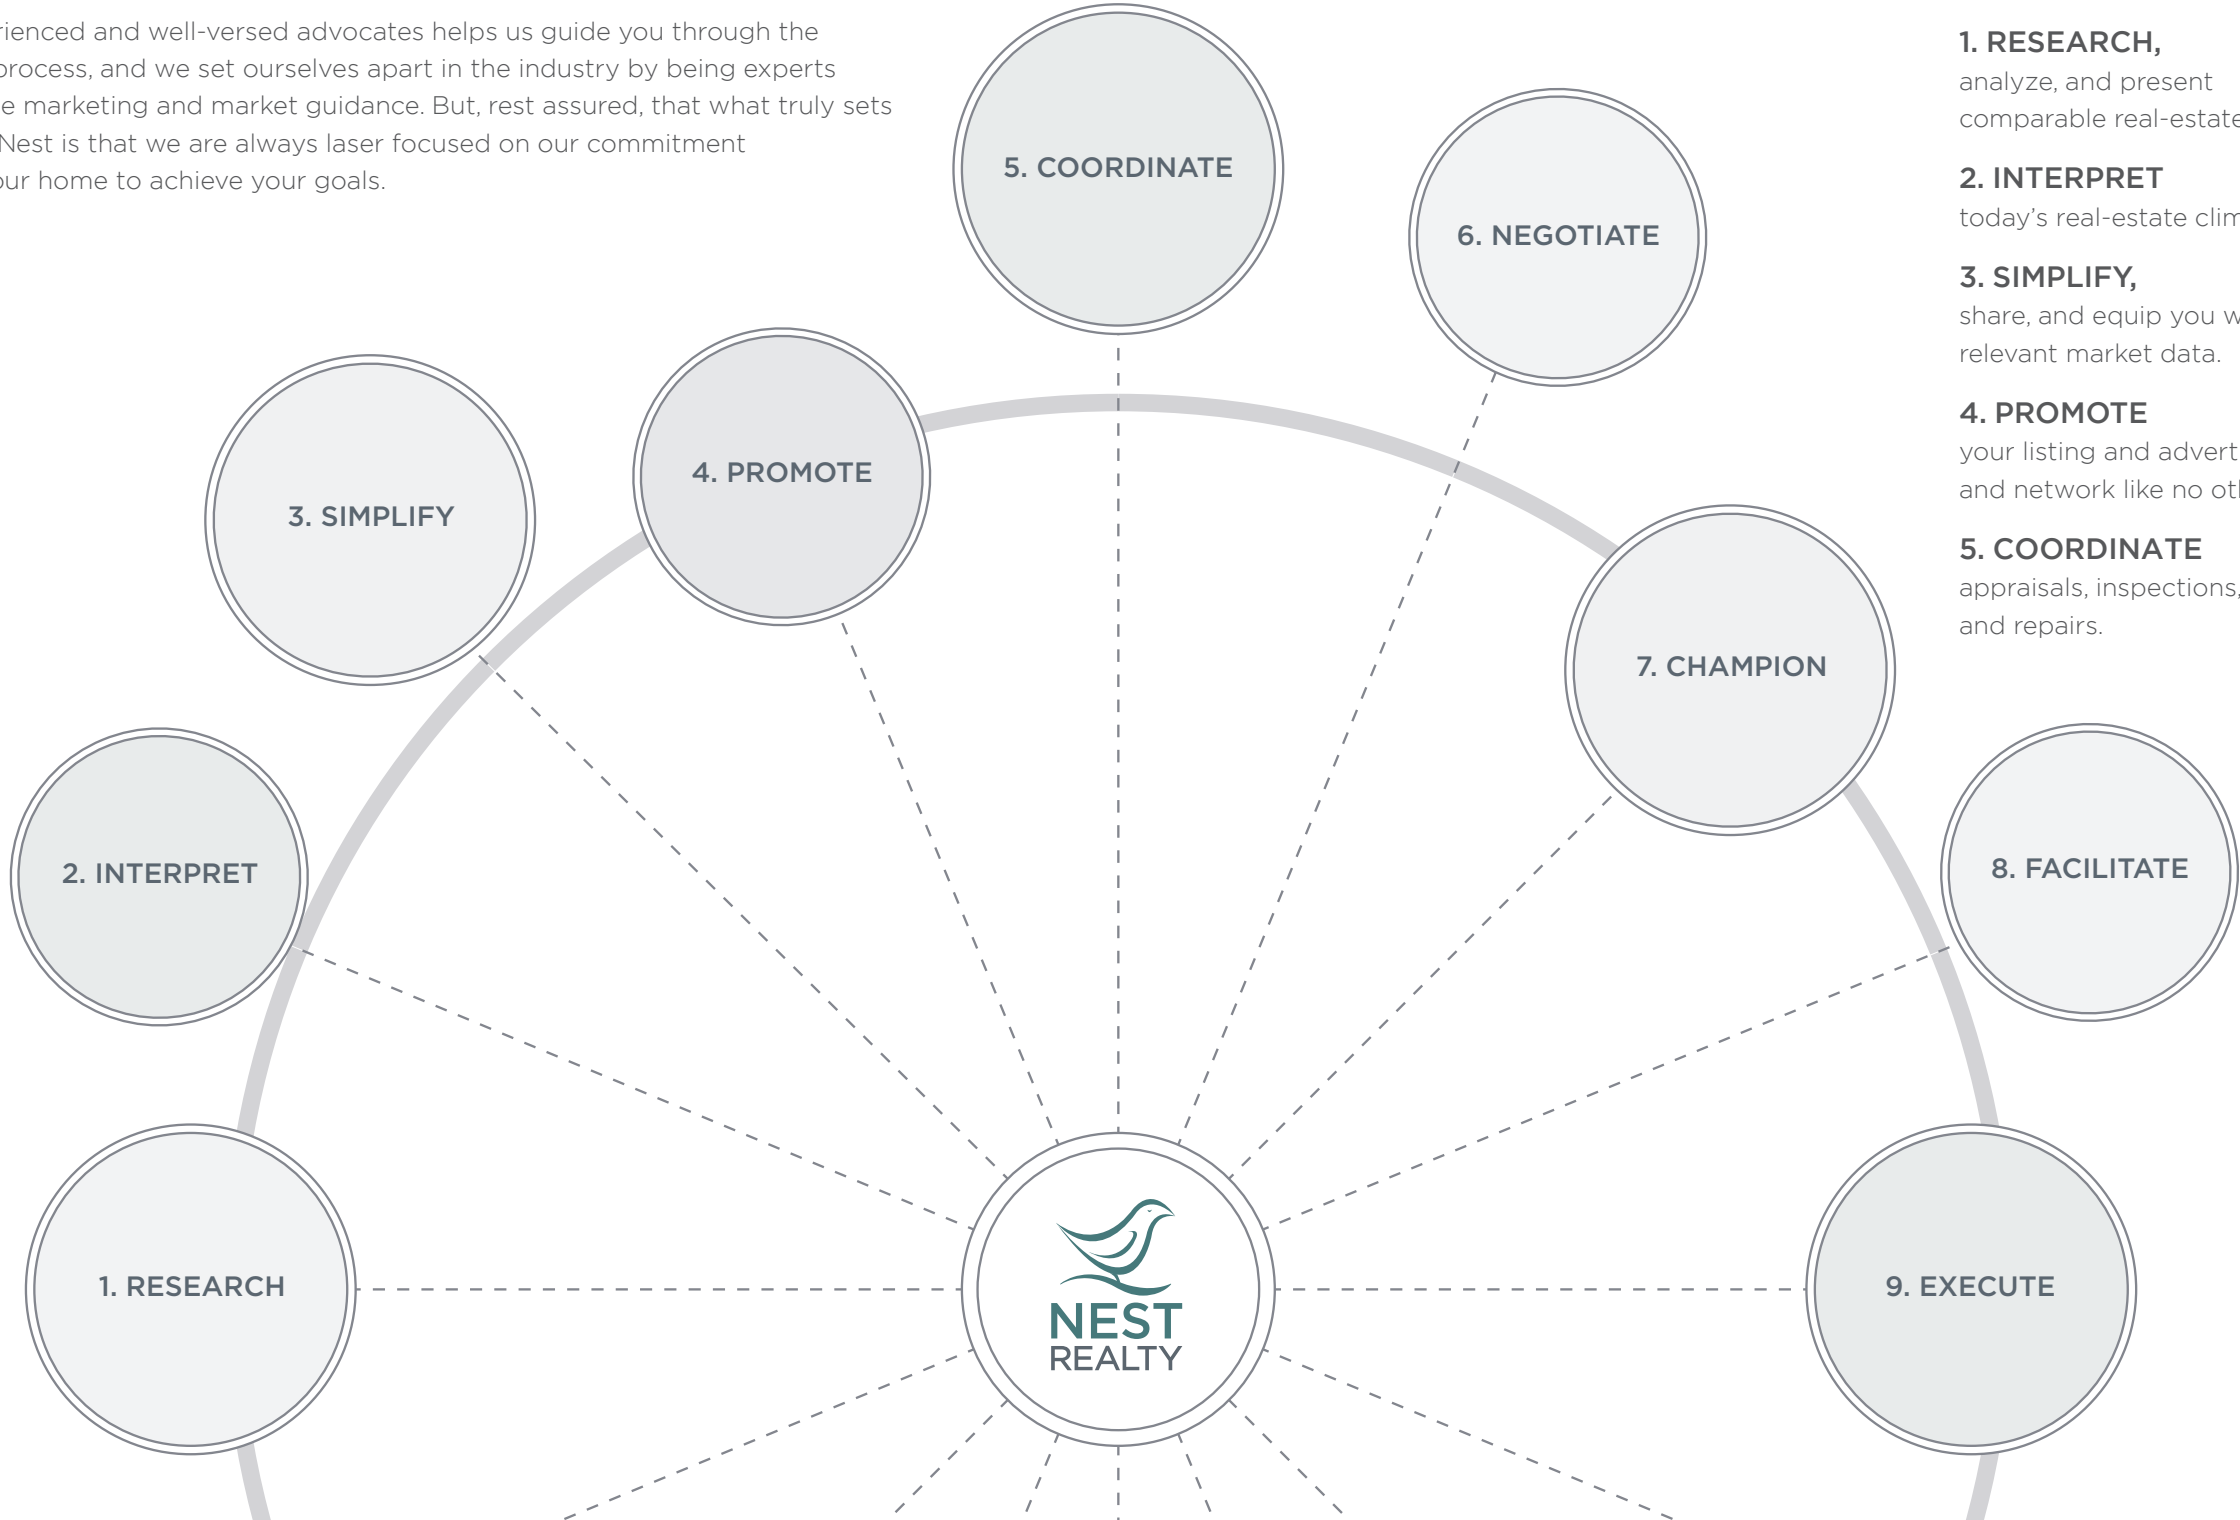 rienced and well-versed advocates helps us guide you through the
process, and we set ourselves apart in the industry by being experts
e marketing and market guidance. But, rest assured, that what truly sets
Nest is that we are always laser focused on our commitment
our home to achieve your goals.
5. COORDINATE
6. NEGOTIATE
3. SIMPLIFY
4. PROMOTE
7. CHAMPION
2. INTERPRET
8. FACILITATE
1. RESEARCH
9. EXECUTE
NEST
REALTY
1. RESEARCH,
analyze, and present
comparable real-estate
2. INTERPRET
today’s real-estate clim
3. SIMPLIFY,
share, and equip you w
relevant market data.
4. PROMOTE
your listing and advert
and network like no oth
5. COORDINATE
appraisals, inspections,
and repairs.